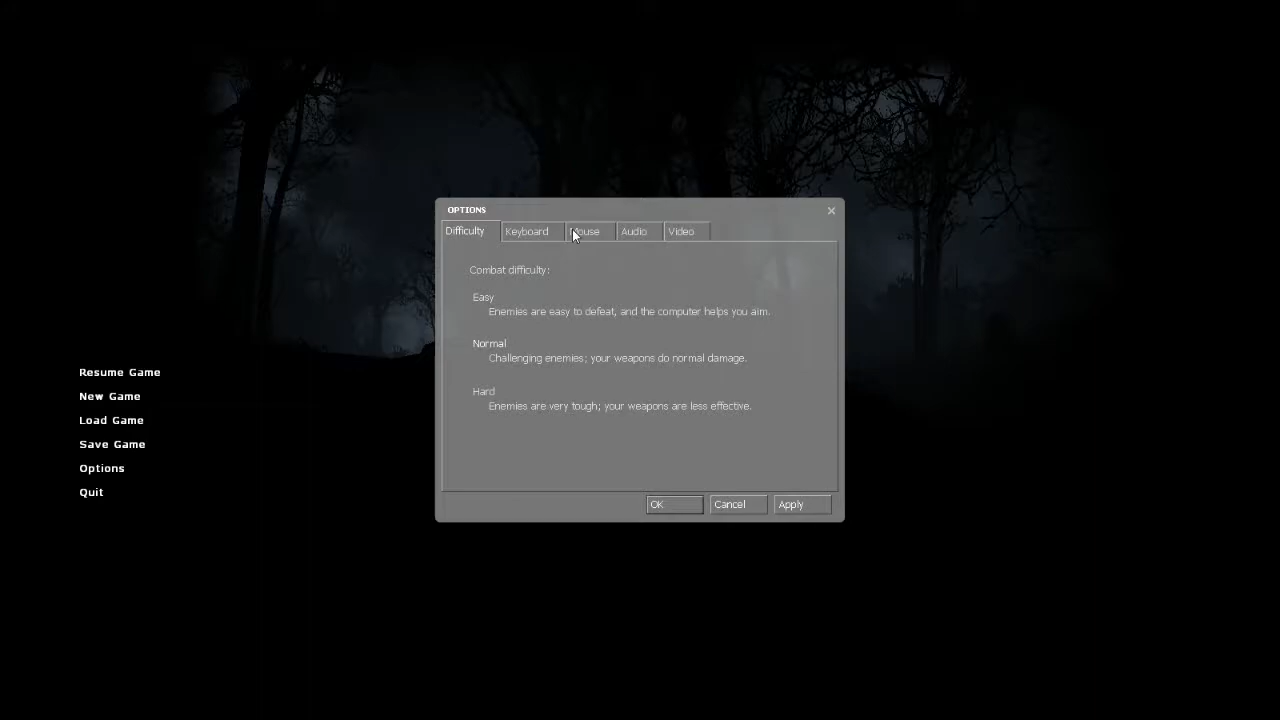 OPTIONS
Difficulty Keyboard Mouse Audio Video
Combat difficulty:
Easy
Enemies are easy to defeat, and the computer helps you aim.
Normal
Challenging enemies; your weapons do normal damage.
Hard
Enemies are very tough; your weapons are less effective.
OK Cancel Apply
Resume Game
New Game
Load Game
Save Game
Options
Quit